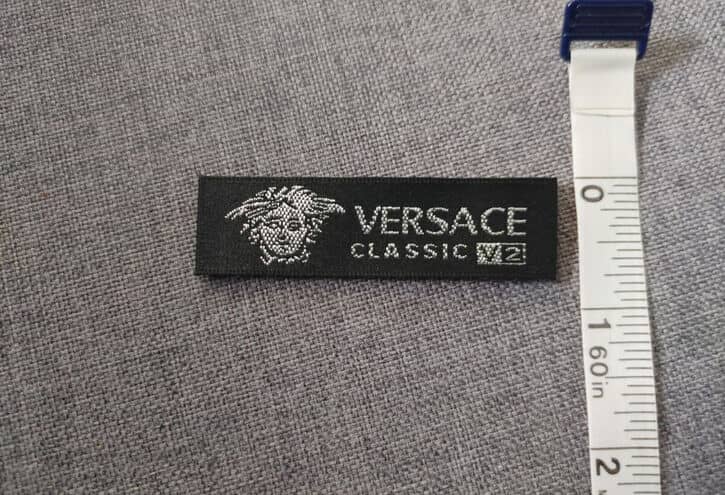 VERSACE
CLASSIC V2
0
1
60in
2